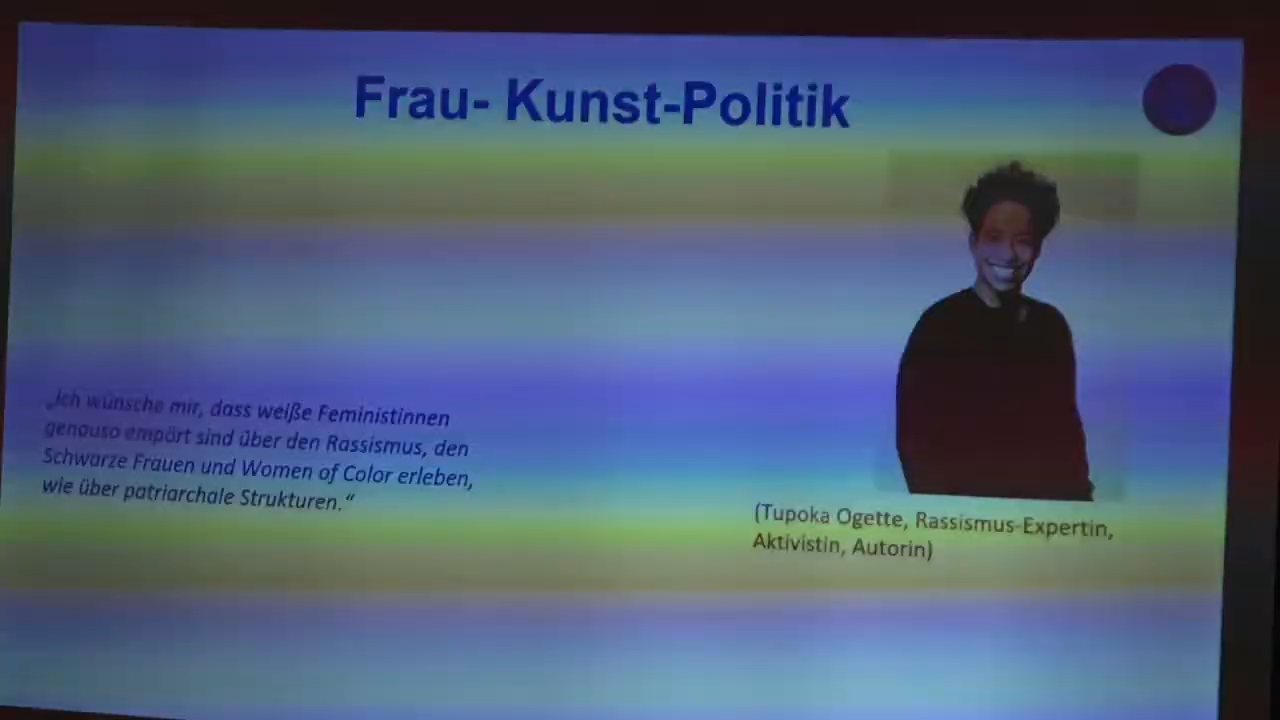 Frau- Kunst-Politik
„Ich wünsche mir, dass weiße Feministinnen
genauso empört sind über den Rassismus, den
Schwarze Frauen und Women of Color erleben,
wie über patriarchale Strukturen.“
(Tupoka Ogette, Rassismus-Expertin,
Aktivistin, Autorin)